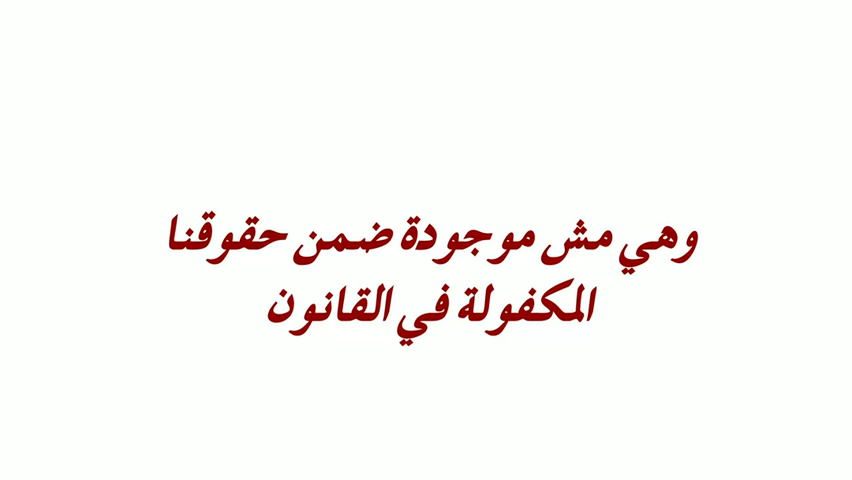 وهي مش موجودة ضمن حقوقنا
المكفولة في القانون